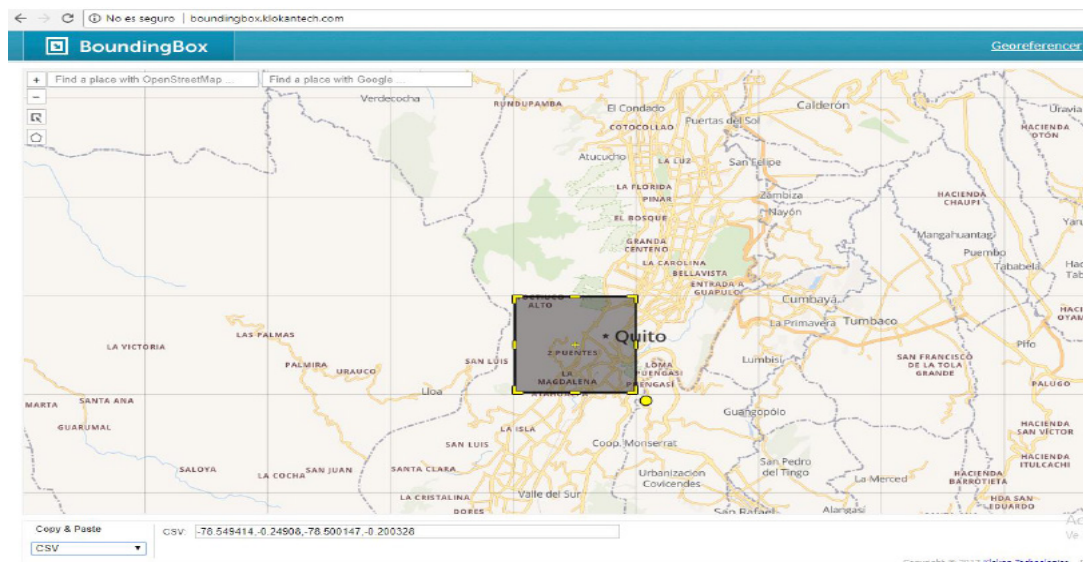 No es seguro | boundingbox.klokantech.com
BoundingBox
Georeferencer
+ Find a place with OpenStreetMap ... Find a place with Google ...
-
Verdecocha
RUNDUPAMBA
El Condado
Calderón
Puertas del Sol
COTOCOLLAO
HACIENDA
OTÓN
Atucucho
LA LUZ
San Felipe
LA FLORIDA
PINAR
Zámbiza
HACIENDA
CHAUPI
EL BOSQUE
Nayón
GRANDA
CENTENO
Mangahuantag
Puembo
LA CAROLINA
Tababela
BELLAVISTA
ENTRADA A
GUAPULO
ALTO
Cumbayá
LAS PALMAS
Quito
La Primavera
Tumbaco
LA VICTORIA
2 PUENTES
Pifo
SAN LUIS
PALMIRA
URAUCO
LOMA
PUENGASI
Lumbisí
SAN FRANCISCO
DE LA TOLA
GRANDE
LA
MAGDALENA
PUENGASÍ
PALUGO
Lloa
MARTA
SANTA ANA
Guangopolo
GUARUMAL
LA ISLA
HACIENDA
SAN VÍCTOR
SAN LUIS
Coop. Monserrat
HACIENDA
ITULCACHI
SALOYA
LA COCHA
SAN JUAN
SANTA CLARA
Urbanización
Covicendes
San Pedro
del Tingo
La Merced
HACIENDA
BARROTIETA
LA CRISTALINA
Valle del Sur
HDA SAN
EDUARDO
DORES
San Rafael
Alangasí
Copy & Paste
CSV
CSV: -78.549414,-0.24908,-78.500147,-0.200328